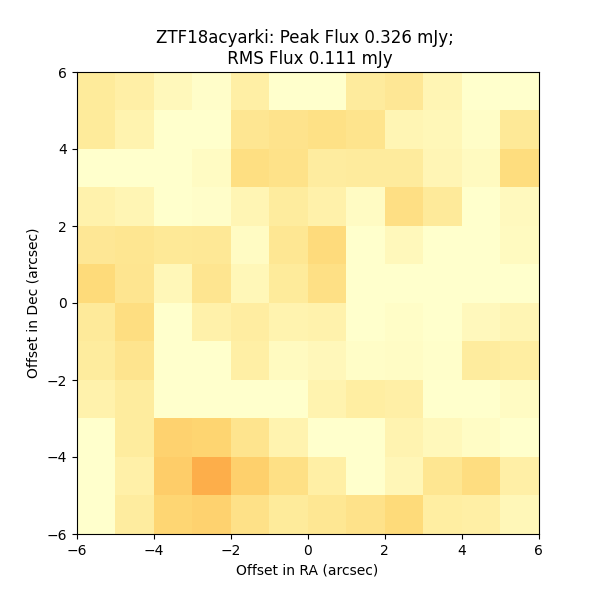 ZTF18acyarki: Peak Flux 0.326 mJy;
RMS Flux 0.111 mJy
6
4
2
0
−2
−4
−6
Offset in Dec (arcsec)
−6 −4 −2 0 2 4 6
Offset in RA (arcsec)